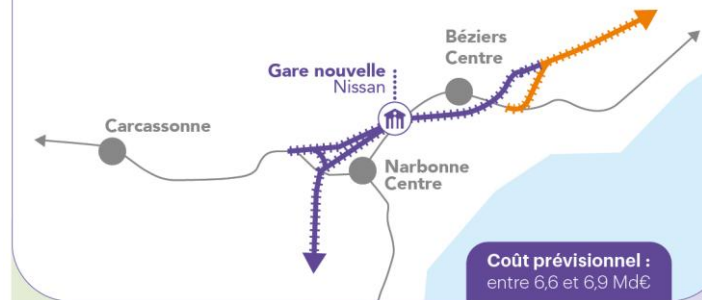 Béziers
Centre
Gare nouvelle
Nissan
Carcassonne
Narbonne
Centre
Coût prévisionnel :
entre 6,6 et 6,9 Md€